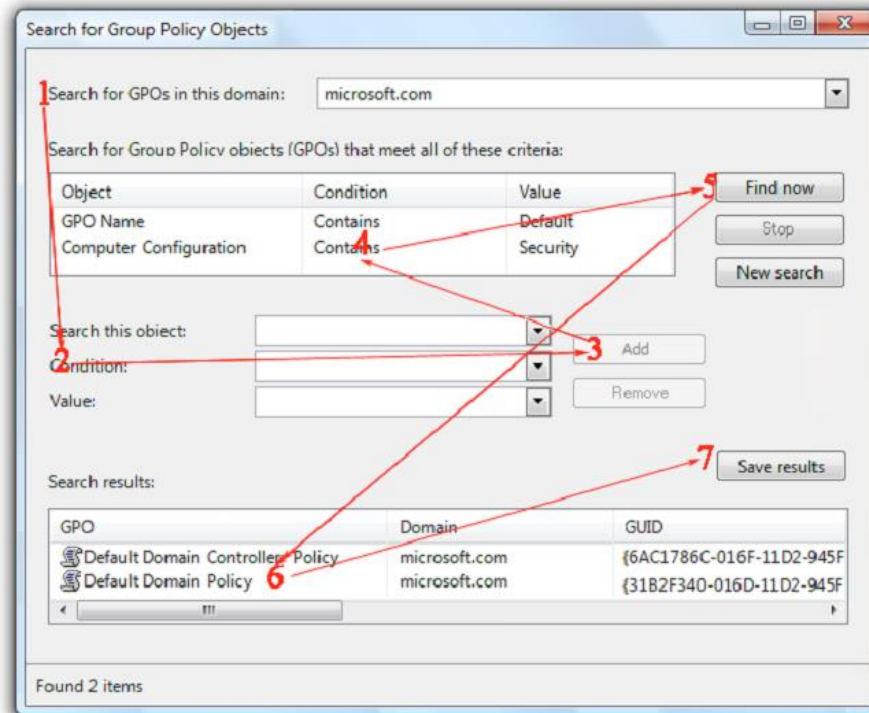 Search for Group Policy Objects
1 Search for GPOs in this domain: microsoft.com
Search for Group Policy objects (GPOs) that meet all of these criteria:
Object Condition Value
5 Find now
GPO Name Contains Default
Stop
4
Computer Configuration Contains Security
New search
Search this object:
3 Add
2
Condition:
Value:
Remove
7 Save results
Search results:
GPO Domain GUID
Default Domain Controllers Policy microsoft.com {6AC1786C-016F-11D2-945F
6
Default Domain Policy microsoft.com {31B2F340-016D-11D2-945F
Found 2 items